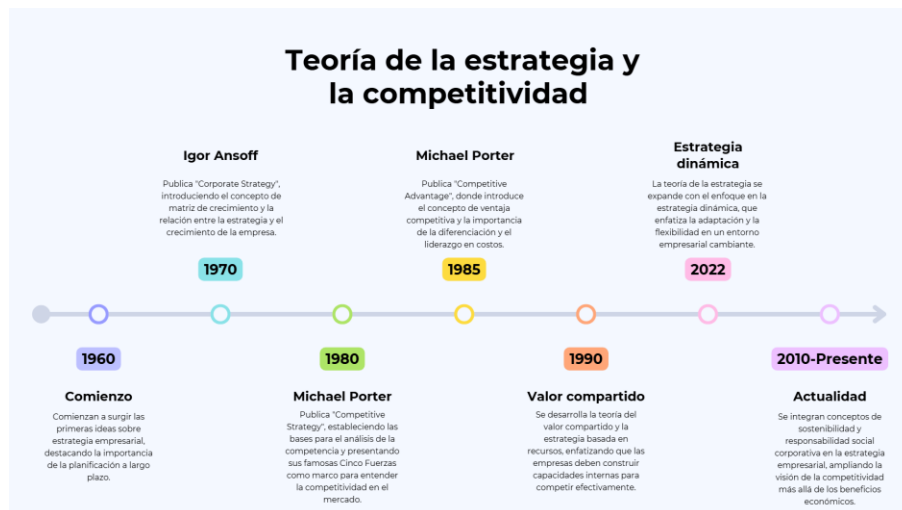 Teoría de la estrategia y
la competitividad
Igor Ansoff
Publica "Corporate Strategy",
introduciendo el concepto de
matriz de crecimiento y la
relación entre la estrategia y el
crecimiento de la empresa.
1970
Michael Porter
Publica "Competitive
Advantage", donde introduce
el concepto de ventaja
competitiva y la importancia
de la diferenciación y el
liderazgo en costos.
1985
Estrategia
dinámica
La teoría de la estrategia se
expande con el enfoque en la
estrategia dinámica, que
enfatiza la adaptación y la
flexibilidad en un entorno
empresarial cambiante.
2022
1960
Comienzo
Comienzan a surgir las
primeras ideas sobre
estrategia empresarial,
destacando la importancia
de la planificación a largo
plazo.
1980
Michael Porter
Publica "Competitive
Strategy", estableciendo las
bases para el análisis de la
competencia y presentando
sus famosas Cinco Fuerzas
como marco para entender
la competitividad en el
mercado.
1990
Valor compartido
Se desarrolla la teoría del
valor compartido y la
estrategia basada en
recursos, enfatizando que las
empresas deben construir
capacidades internas para
competir efectivamente.
2010-Presente
Actualidad
Se integran conceptos de
sostenibilidad y
responsabilidad social
corporativa en la estrategia
empresarial, ampliando la
visión de la competitividad
más allá de los beneficios
económicos.